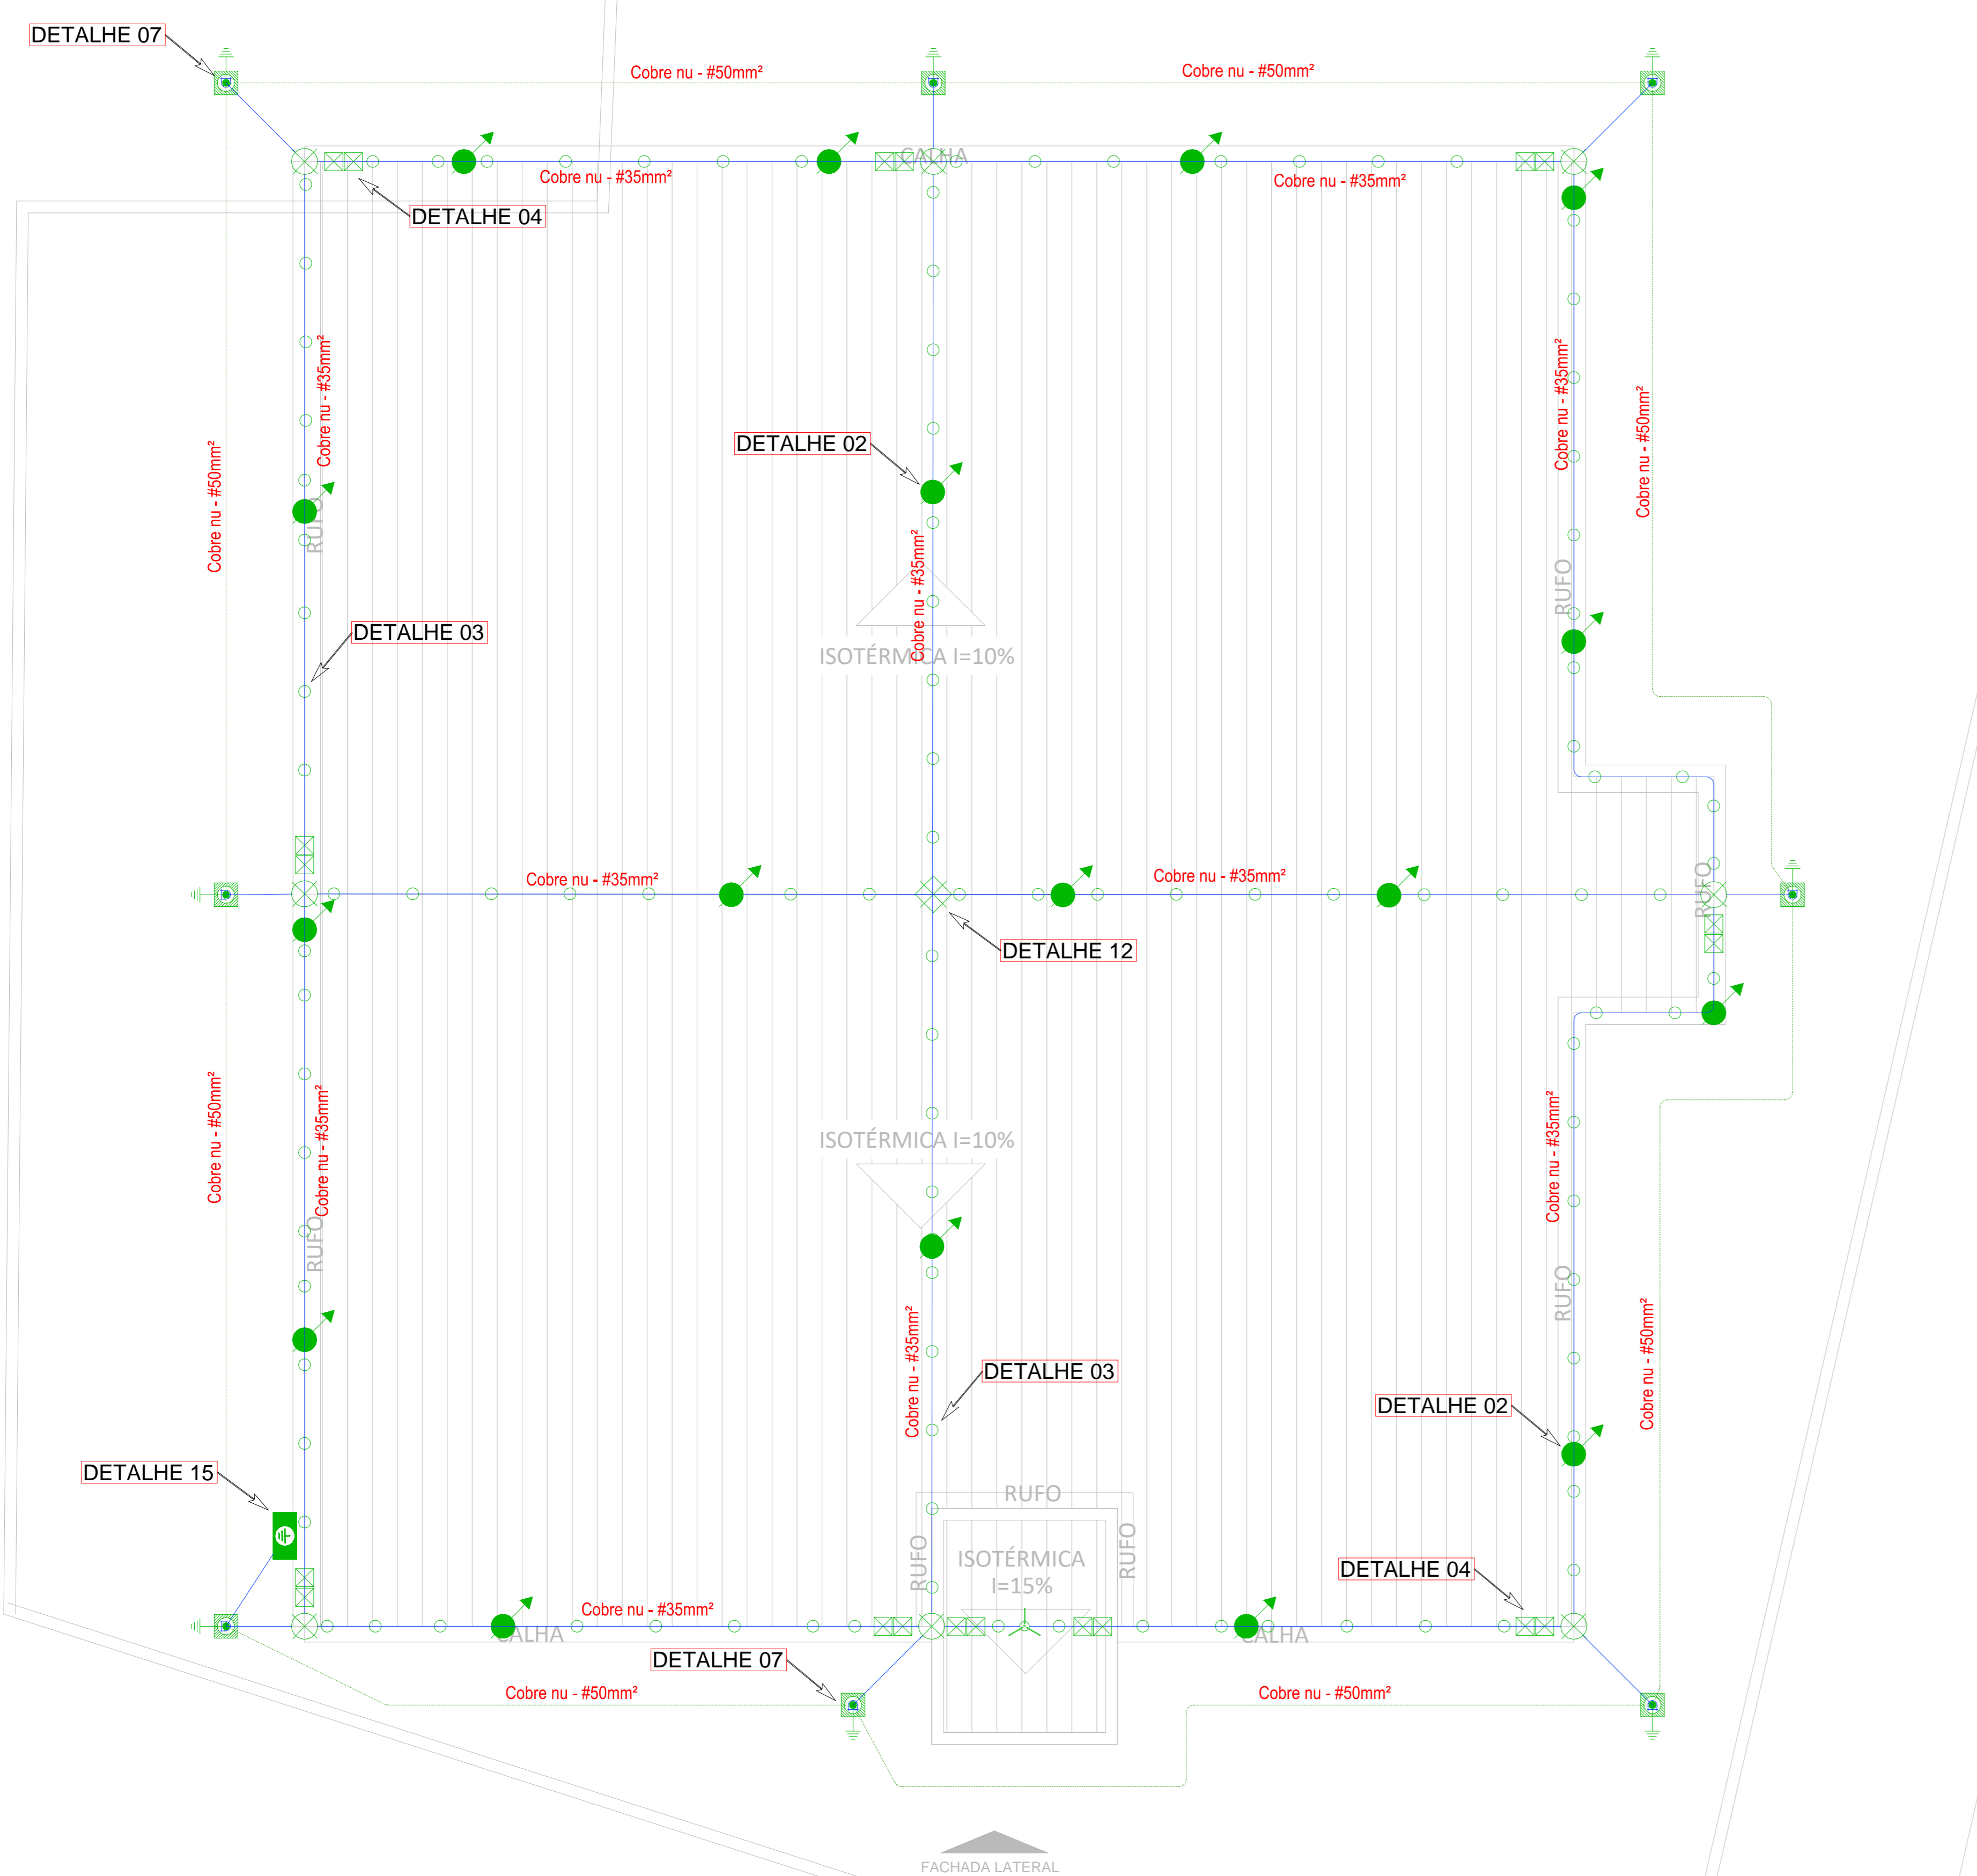 DETALHE 07
Cobre nu - #50mm²
Cobre nu - #50mm²
CALHA
Cobre nu - #35mm²
Cobre nu - #35mm²
DETALHE 04
Cobre nu - #35mm²
Cobre nu - #35mm²
Cobre nu - #50mm²
Cobre nu - #50mm²
DETALHE 02
RUFO
Cobre nu - #35mm²
RUFO
DETALHE 03
ISOTÉRMICA I=10%
Cobre nu - #35mm²
Cobre nu - #35mm²
RUFO
DETALHE 12
Cobre nu - #50mm²
Cobre nu - #35mm²
ISOTÉRMICA I=10%
Cobre nu - #35mm²
RUFO
RUFO
Cobre nu - #35mm²
DETALHE 03
Cobre nu - #50mm²
DETALHE 02
DETALHE 15
RUFO
RUFO
RUFO
ISOTÉRMICA
I=15%
DETALHE 04
Cobre nu - #35mm²
CALHA
CALHA
DETALHE 07
Cobre nu - #50mm²
Cobre nu - #50mm²
FACHADA LATERAL